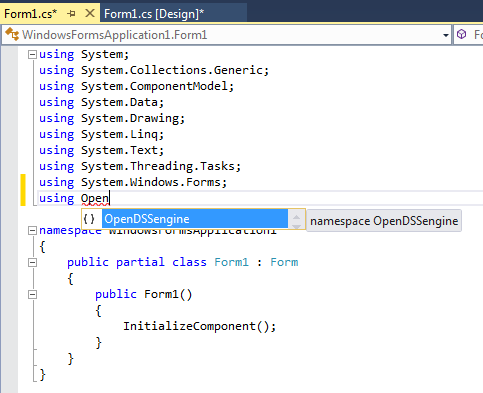 Form1.cs* Form1.cs [Design]*
WindowsFormsApplication1.Form1 Fo
using System;
using System.Collections.Generic;
using System.ComponentModel;
using System.Data;
using System.Drawing;
using System.Linq;
using System.Text;
using System.Threading.Tasks;
using System.Windows.Forms;
using Open
{ } OpenDSSengine namespace OpenDSSengine
namespace WindowsFormsApplication1
{
public partial class Form1 : Form
{
public Form1()
{
InitializeComponent();
}
}
}